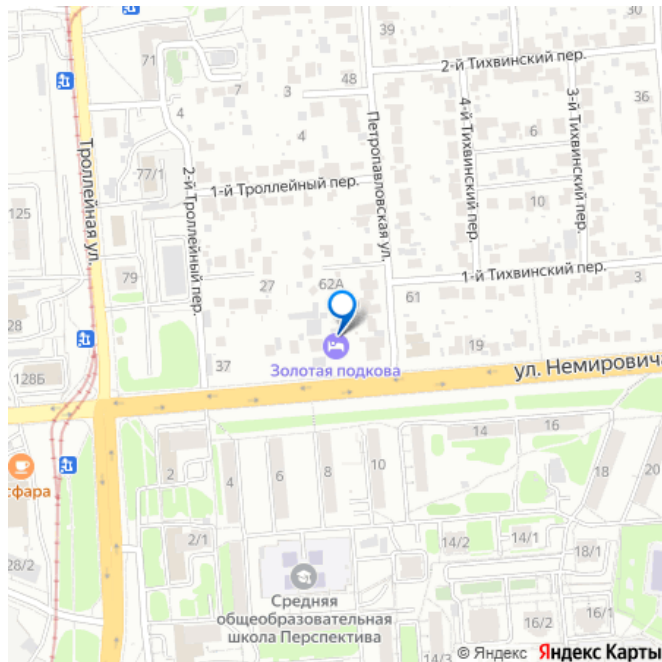 71
48
39
2-й Тихвинский пер.
36
7
3
4
Троллейная ул.
2-й Троллейный пер.
4
77/1
1-й Троллейный пер.
Петропавловская ул.
4-й Тихвинский пер.
3-й Тихвинский пер.
6
10
125
79
27
62А
61
1-й Тихвинский пер.
3
28
128Б
37
Золотая подкова
19
ул. Немировича
сфара
2
4
6
8
10
14
16
18
20
2/1
28/2
14/2
14/1
18/1
Средняя
общеобразовательная
школа Перспектива
14/3
16/2
16/1
© Яндекс Яндекс Карты